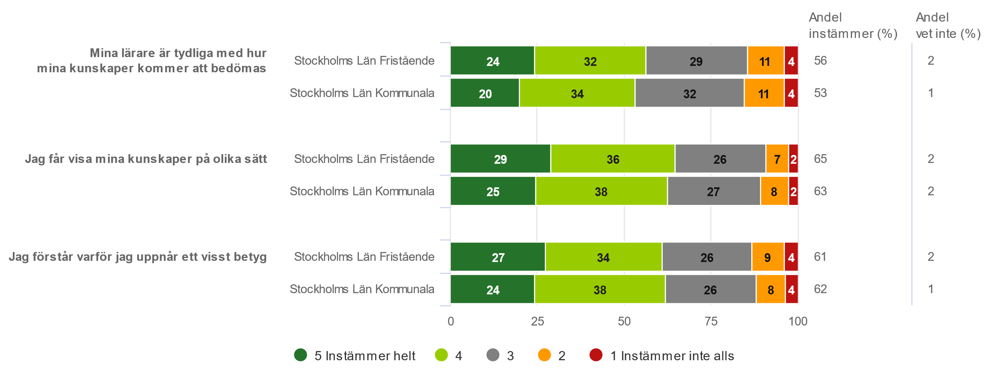 Andel
instämmer (%)
Andel
vet inte (%)
Mina lärare är tydliga med hur
mina kunskaper kommer att bedömas
Stockholms Län Fristående 24 32 29 11 4 56 2
Stockholms Län Kommunala 20 34 32 11 4 53 1
Jag får visa mina kunskaper på olika sätt
Stockholms Län Fristående 29 36 26 7 2 65 2
Stockholms Län Kommunala 25 38 27 8 2 63 2
Jag förstår varför jag uppnår ett visst betyg
Stockholms Län Fristående 27 34 26 9 4 61 2
Stockholms Län Kommunala 24 38 26 8 4 62 1
0 25 50 75 100
5 Instämmer helt 4 3 2 1 Instämmer inte alls